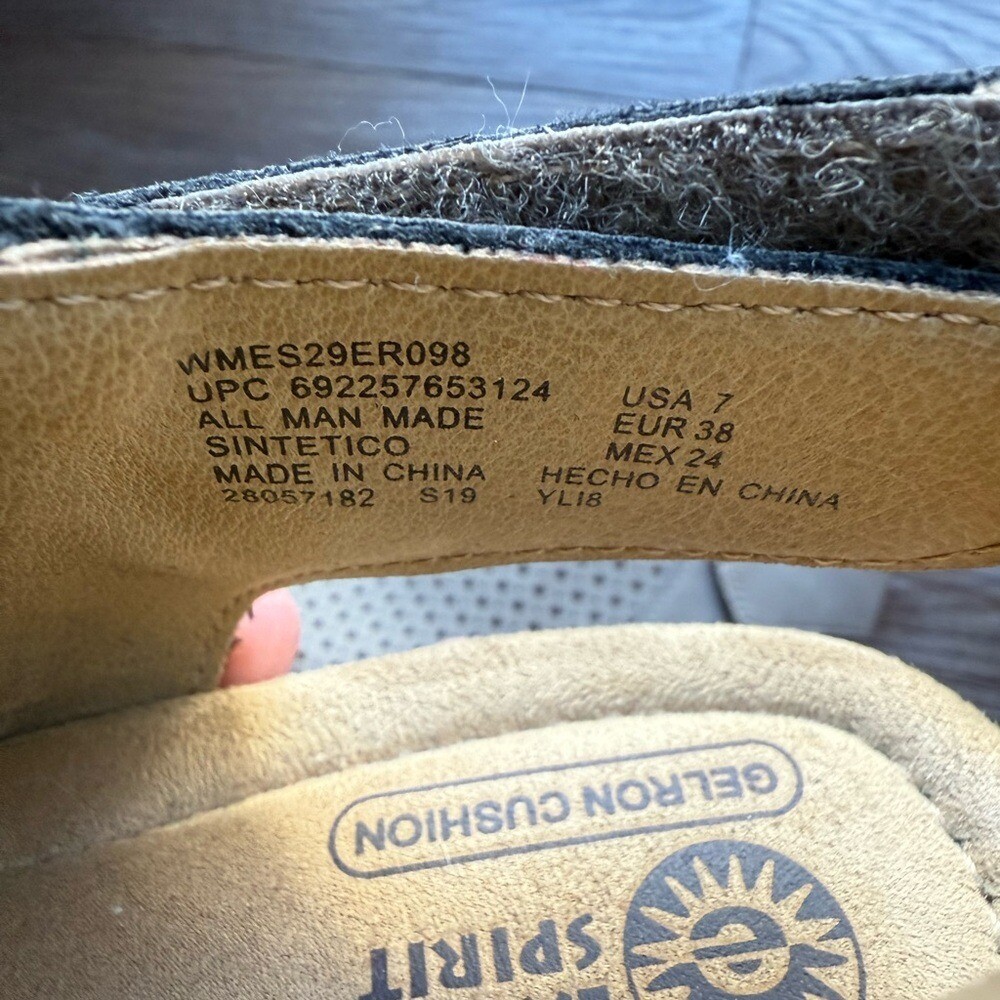 WMES29ER098
UPC 692257653124
ALL MAN MADE
SINTETICO
MADE IN CHINA
28057182 S19 YLI8
USA 7
EUR 38
MEX 24
HECHO EN CHINA
GELRON CUSHION
SPIRIT
e